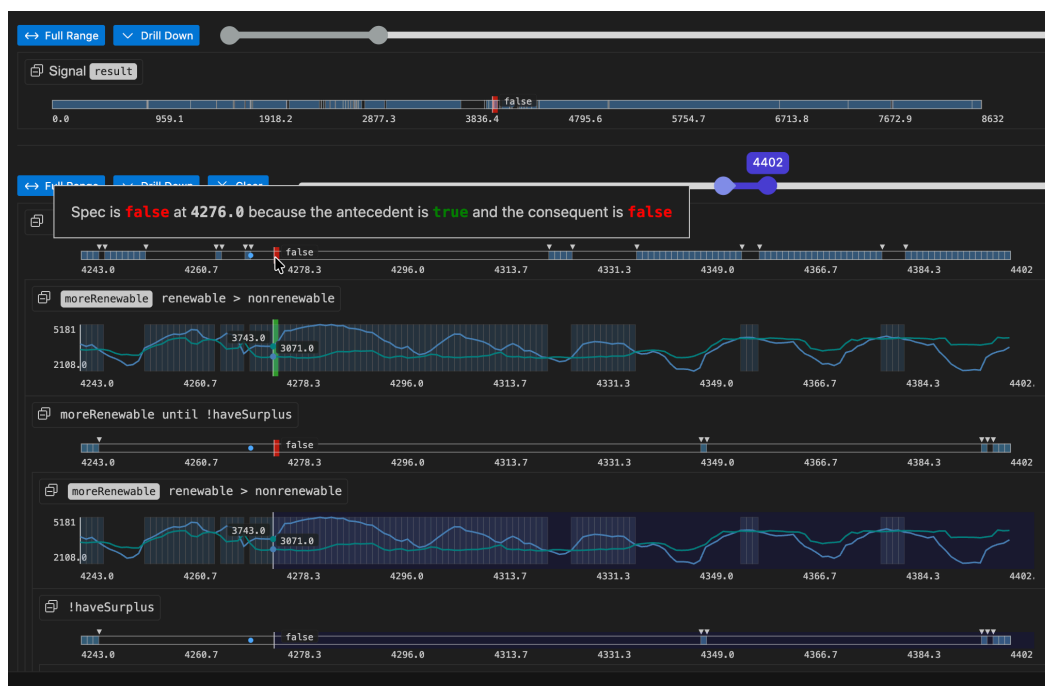 Full Range Drill Down
Signal result
false
0.0 959.1 1918.2 2877.3 3836.4 4795.6 5754.7 6713.8 7672.9 8632
4402
Spec is false at 4276.0 because the antecedent is true and the consequent is false
false
4243.0 4260.7 4278.3 4296.0 4313.7 4331.3 4349.0 4366.7 4384.3 4402
moreRenewable renewable > nonrenewable
5181
3743.0
3071.0
2108.0
4243.0 4260.7 4278.3 4296.0 4313.7 4331.3 4349.0 4366.7 4384.3 4402.
moreRenewable until !haveSurplus
false
4243.0 4260.7 4278.3 4296.0 4313.7 4331.3 4349.0 4366.7 4384.3 4402
moreRenewable renewable > nonrenewable
5181
3743.0
3071.0
2108.0
4243.0 4260.7 4278.3 4296.0 4313.7 4331.3 4349.0 4366.7 4384.3 4402.
!haveSurplus
false
4243.0 4260.7 4278.3 4296.0 4313.7 4331.3 4349.0 4366.7 4384.3 4402